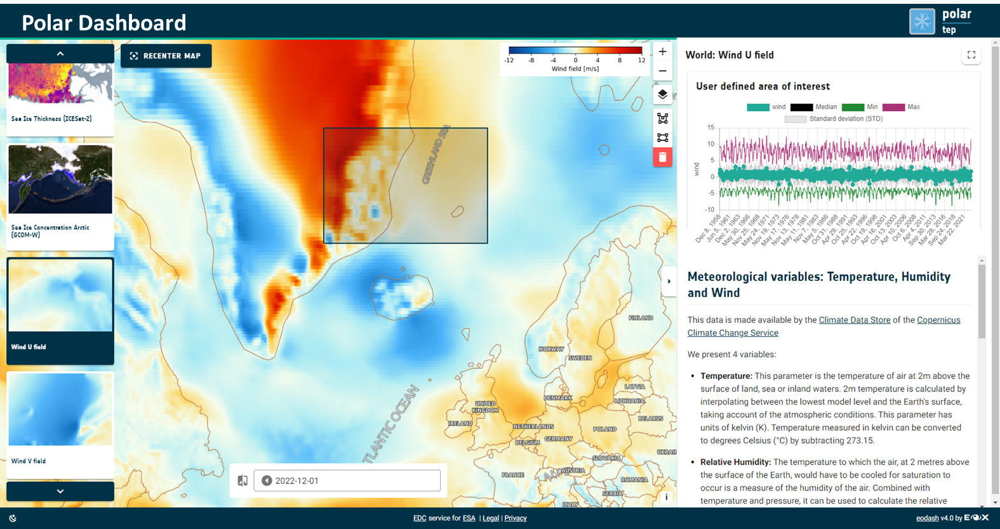 Polar Dashboard
polar
tep
Sea Ice Thickness (ICESat-2)
Sea Ice Concentration Arctic
(GCOM-W)
Wind U field
Wind V field
RECENTER MAP
-12 -8 -4 0 4 8 12
Wind field [m/s]
+
−
GREENLAND SEA
FINLAND
NORWAY
SWEDEN
LATVIA
LITHUANIA
DENMARK
UNITED
KINGDOM
IRELAND
BELARUS
NETHERLANDS
POLAND
BELGIUM
GERMANY
UKRAIN
SLOVAKIA
FRANCE
AUSTRIA
ROMANIA
SERBIA
ITALY
TLANTIC OCEAN
2022-12-01
i
World: Wind U field
User defined area of interest
wind Median Min Max
Standard deviation (STD)
wind
15
10
5
0
-5
-10
Dec 8, 1958
Jun 5, 1961
Dec 2, 1963
May 30, 1966
Nov 25, 1968
May 24, 1971
Nov 19, 1973
May 17, 1976
Nov 13, 1978
May 11, 1981
Nov 7, 1983
May 5, 1986
Oct 31, 1988
Apr 29, 1991
Oct 25, 1993
Apr 22, 1996
Oct 19, 1998
Apr 16, 2001
Oct 13, 2003
Apr 10, 2006
Oct 6, 2008
Apr 4, 2011
Sep 30, 2013
Mar 28, 2016
Sep 24, 2018
Mar 22, 2021
Meteorological variables: Temperature, Humidity
and Wind
This data is made available by the Climate Data Store of the Copernicus
Climate Change Service
We present 4 variables:
• Temperature: This parameter is the temperature of air at 2m above the
surface of land, sea or inland waters. 2m temperature is calculated by
interpolating between the lowest model level and the Earth's surface,
taking account of the atmospheric conditions. This parameter has
units of kelvin (K). Temperature measured in kelvin can be converted
to degrees Celsius (°C) by subtracting 273.15.
• Relative Humidity: The temperature to which the air, at 2 metres above
the surface of the Earth, would have to be cooled for saturation to
occur is a measure of the humidity of the air. Combined with
temperature and pressure, it can be used to calculate the relative
EDC service for ESA | Legal | Privacy
eodash v4.0 by EOX